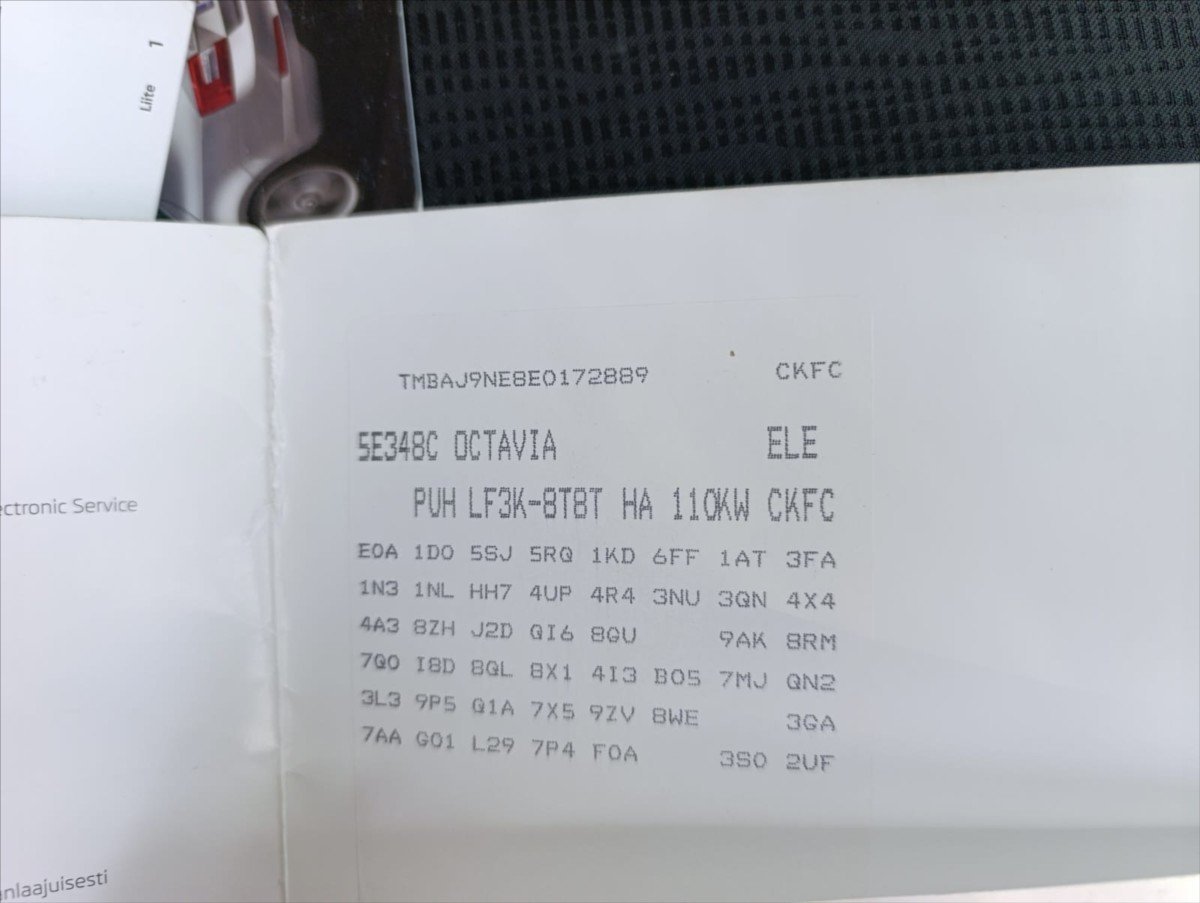 Liite 1
ectronic Service
nlaajuisesti
TMBAJ9NE8E0172889 CKFC
5E348C OCTAVIA ELE
PUH LF3K-8T8T HA 110KW CKFC
E0A 1D0 5SJ 5RQ 1KD 6FF 1AT 3FA
1N3 1NL HH7 4UP 4R4 3NU 3QN 4X4
4A3 8ZH J2D QI6 8QU 9AK 8RM
7Q0 I8D 8QL 8X1 4I3 B05 7MJ QN2
3L3 9P5 Q1A 7X5 9ZV 8WE 3GA
7AA G01 L29 7P4 F0A 3S0 2UF